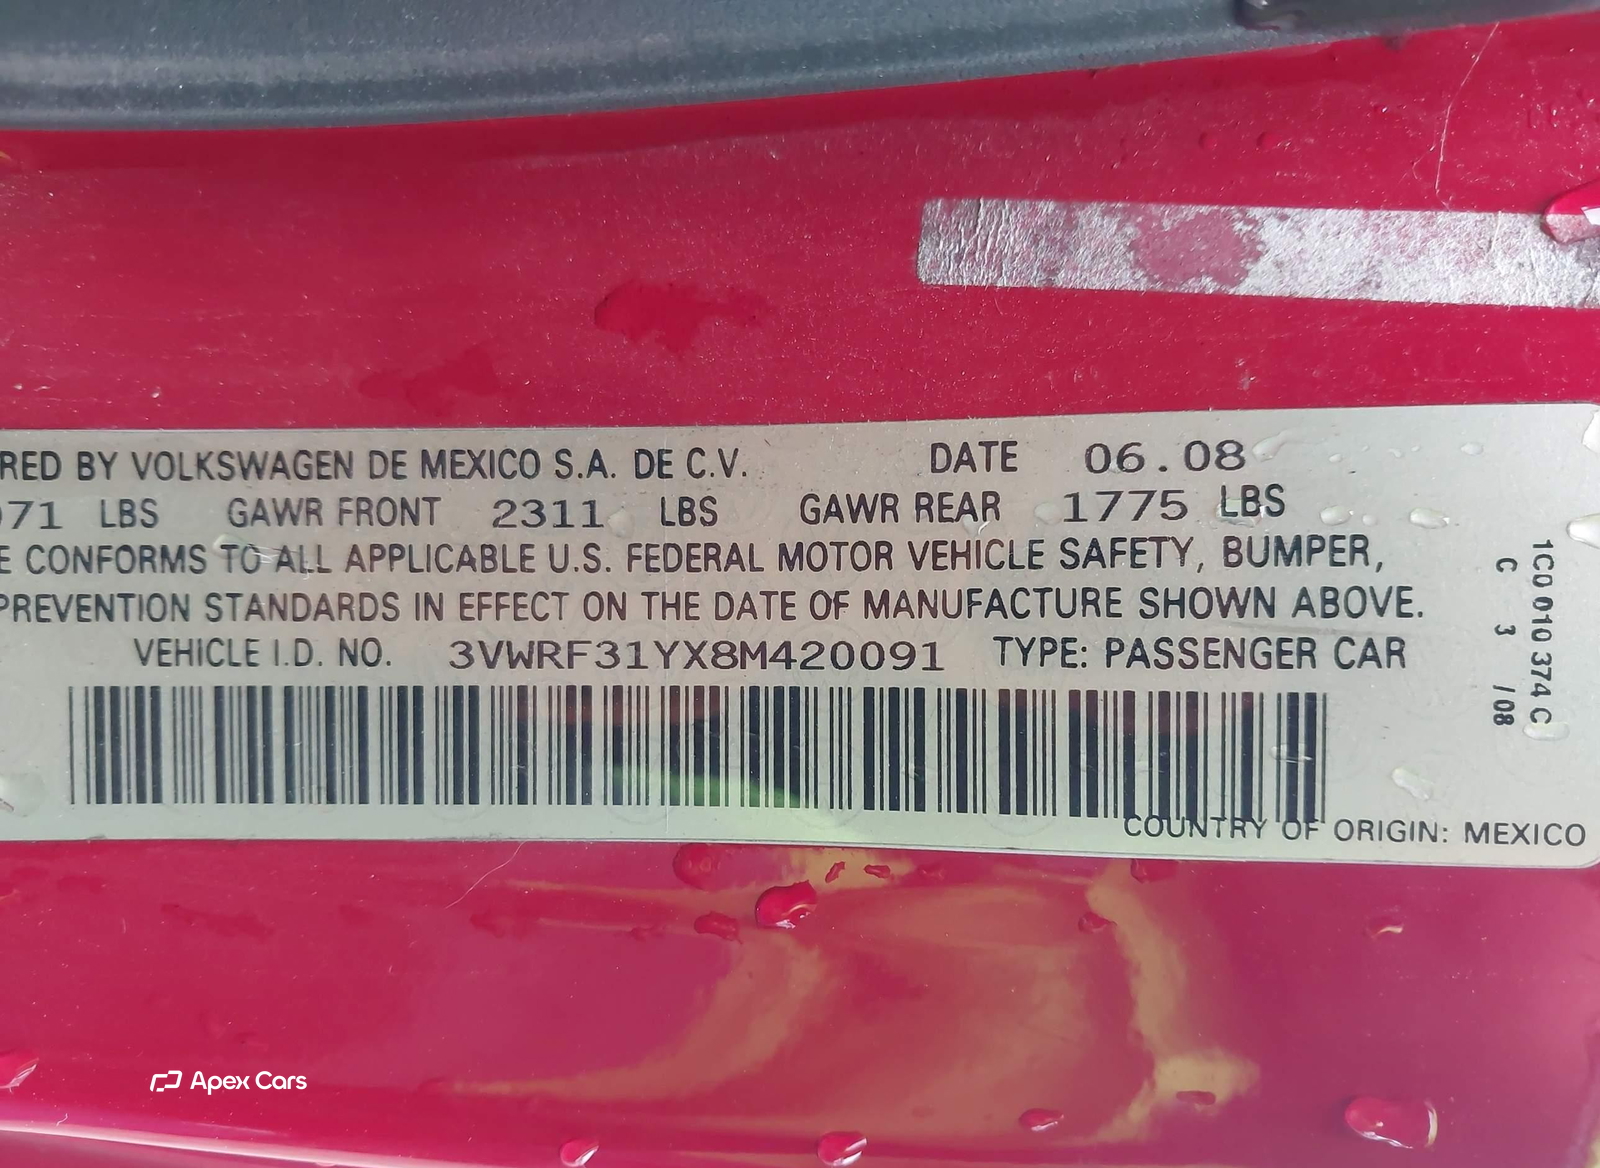 RED BY VOLKSWAGEN DE MEXICO S.A. DE C.V. DATE 06.08
71 LBS GAWR FRONT 2311 LBS GAWR REAR 1775 LBS
E CONFORMS TO ALL APPLICABLE U.S. FEDERAL MOTOR VEHICLE SAFETY, BUMPER,
PREVENTION STANDARDS IN EFFECT ON THE DATE OF MANUFACTURE SHOWN ABOVE.
VEHICLE I.D. NO. 3VWRF31YX8M420091 TYPE: PASSENGER CAR
COUNTRY OF ORIGIN: MEXICO
1C0 010 374 C
C 3 /08
Apex Cars